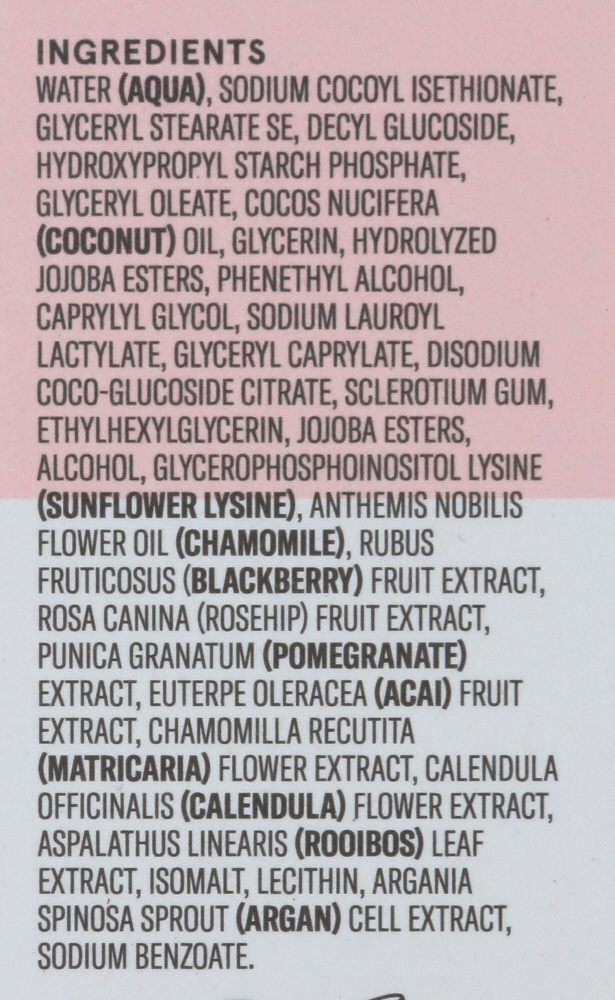 INGREDIENTS
WATER (AQUA), SODIUM COCOYL ISETHIONATE,
GLYCERYL STEARATE SE, DECYL GLUCOSIDE,
HYDROXYPROPYL STARCH PHOSPHATE,
GLYCERYL OLEATE, COCOS NUCIFERA
(COCONUT) OIL, GLYCERIN, HYDROLYZED
JOJOBA ESTERS, PHENETHYL ALCOHOL,
CAPRYLYL GLYCOL, SODIUM LAUROYL
LACTYLATE, GLYCERYL CAPRYLATE, DISODIUM
COCO-GLUCOSIDE CITRATE, SCLEROTIUM GUM,
ETHYLHEXYLGLYCERIN, JOJOBA ESTERS,
ALCOHOL, GLYCEROPHOSPHOINOSITOL LYSINE
(SUNFLOWER LYSINE), ANTHEMIS NOBILIS
FLOWER OIL (CHAMOMILE), RUBUS
FRUTICOSUS (BLACKBERRY) FRUIT EXTRACT,
ROSA CANINA (ROSEHIP) FRUIT EXTRACT,
PUNICA GRANATUM (POMEGRANATE)
EXTRACT, EUTERPE OLERACEA (ACAI) FRUIT
EXTRACT, CHAMOMILLA RECUTITA
(MATRICARIA) FLOWER EXTRACT, CALENDULA
OFFICINALIS (CALENDULA) FLOWER EXTRACT,
ASPALATHUS LINEARIS (ROOIBOS) LEAF
EXTRACT, ISOMALT, LECITHIN, ARGANIA
SPINOSA SPROUT (ARGAN) CELL EXTRACT,
SODIUM BENZOATE.